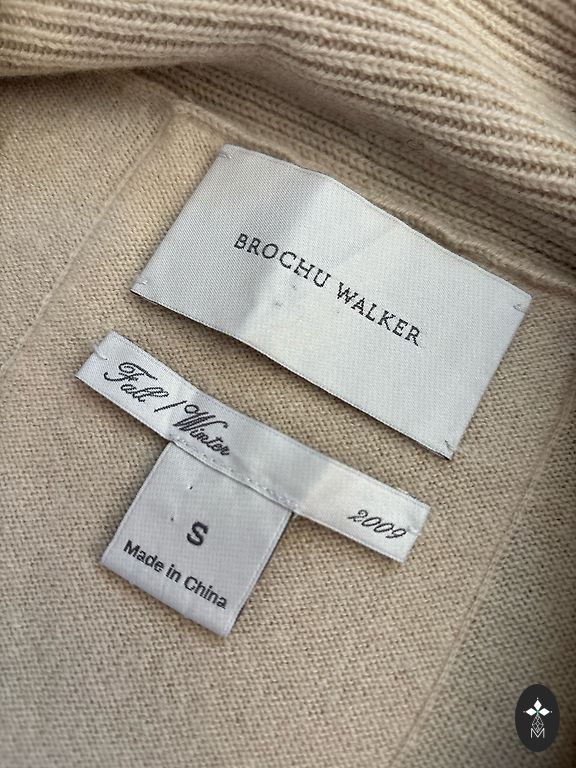 BROCHU WALKER
Fall / Winter 2009
S
Made in China
M